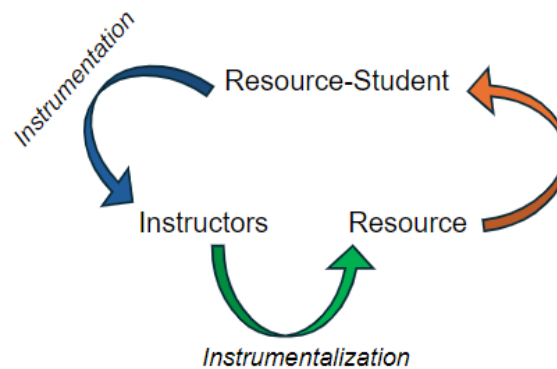 Instrumentation
Resource-Student
Instructors
Resource
Instrumentalization